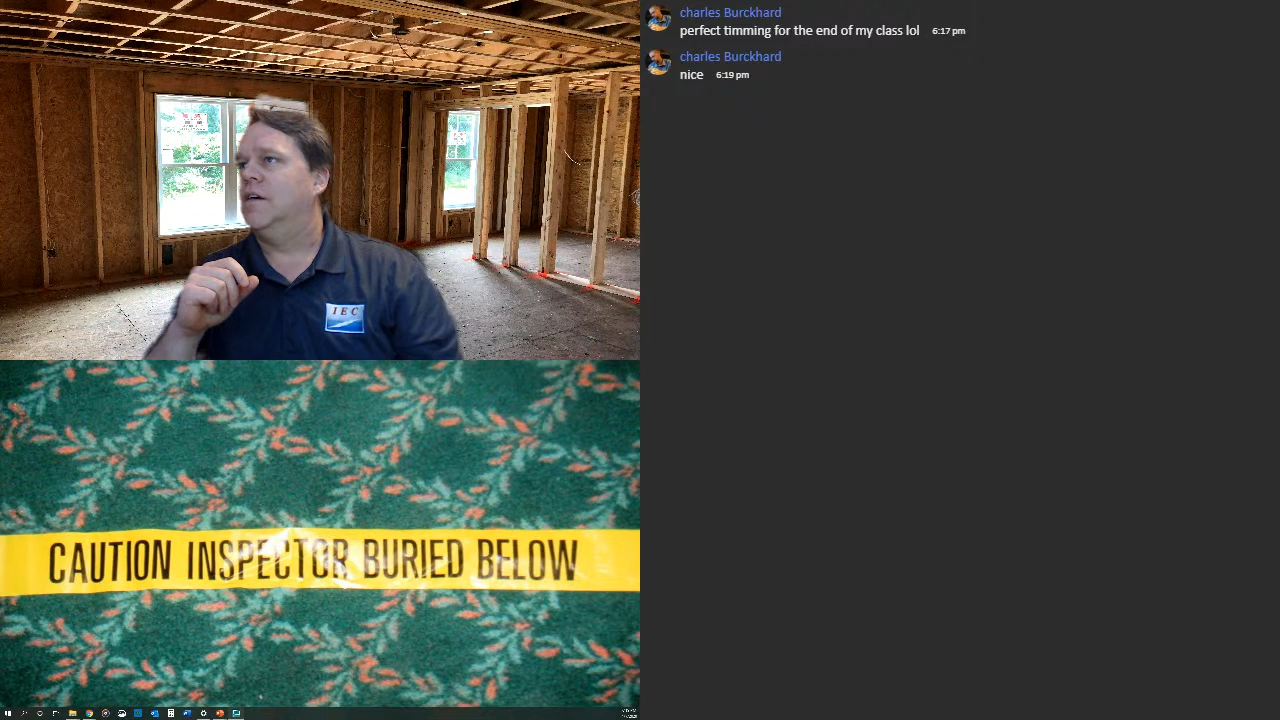 charles Burckhard
perfect timming for the end of my class lol 6:17 pm
charles Burckhard
nice 6:19 pm
IEC
CAUTION INSPECTOR BURIED BELOW